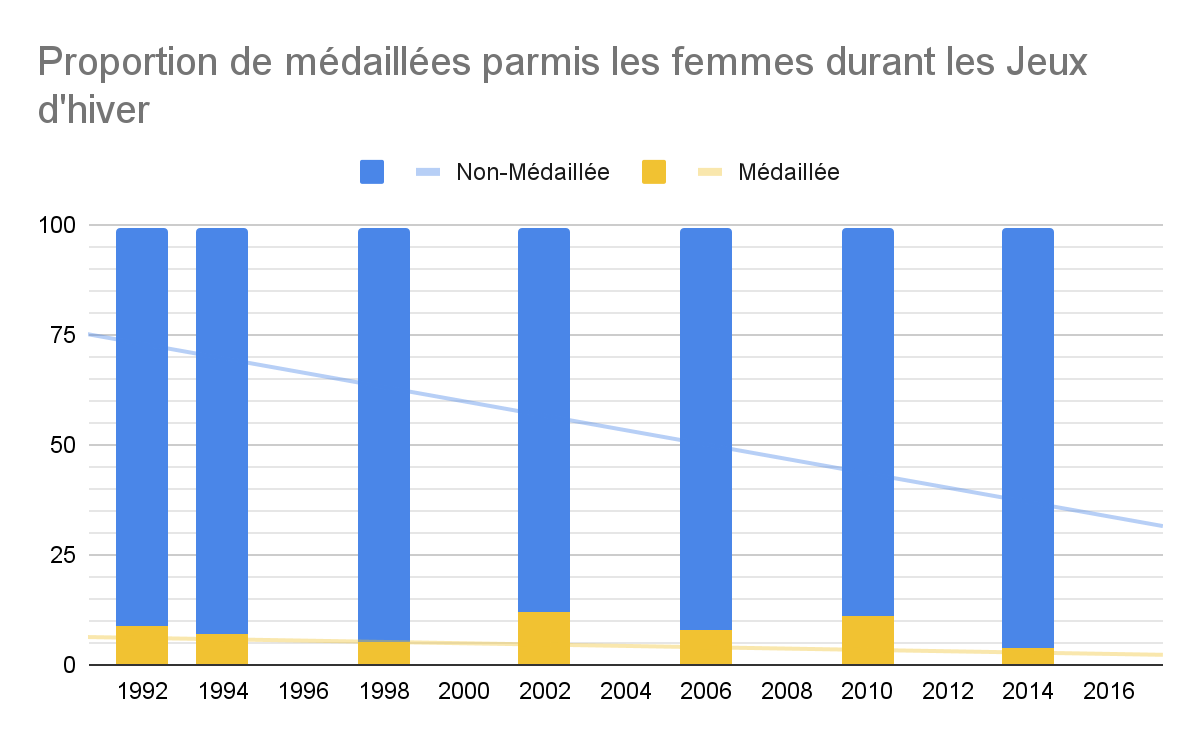 Proportion de médaillées parmis les femmes durant les Jeux
d'hiver
Non-Médaillée Médaillée
100
75
50
25
0
1992 1994 1996 1998 2000 2002 2004 2006 2008 2010 2012 2014 2016